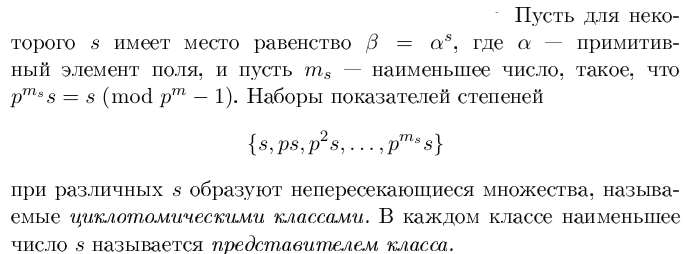 Пусть для неко-
торого s имеет место равенство β = α^s, где α — примитив-
ный элемент поля, и пусть m_s — наименьшее число, такое, что
p^{m_s}s = s (mod p^m − 1). Наборы показателей степеней
{s, ps, p^2s, . . . , p^{m_s}s}
при различных s образуют непересекающиеся множества, называ-
емые циклотомическими классами. В каждом классе наименьшее
число s называется представителем класса.